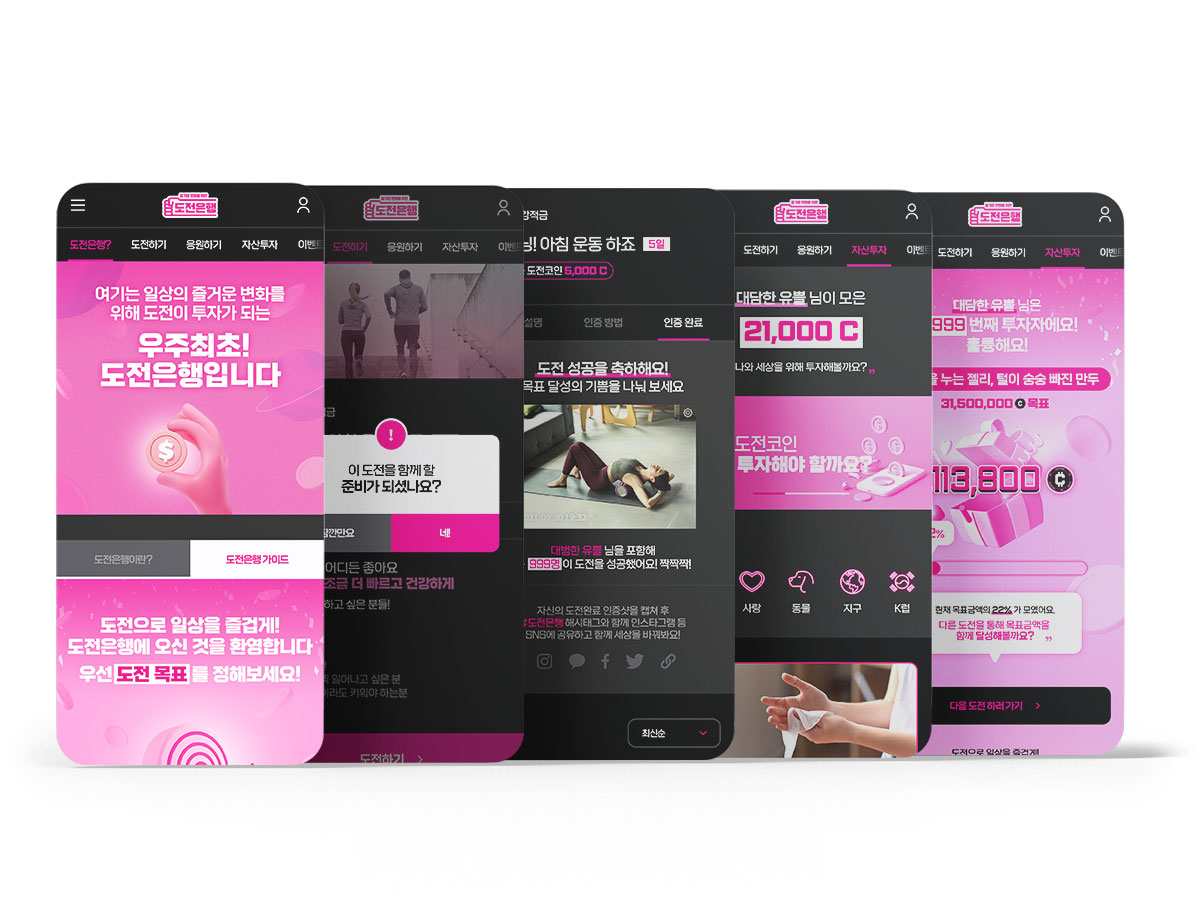 도전은행
도전은행?
도전하기
응원하기
자산투자
이벤트
여기는 일상의 즐거운 변화를
위해 도전이 투자가 되는
우주최초!
도전은행입니다
$
도전은행이란?
도전은행 가이드
도전으로 일상을 즐겁게!
도전은행에 오신 것을 환영합니다
우선 도전 목표 를 정해보세요!
도전은행
도전하기
응원하기
자산투자
이벤
!
이 도전을 함께 할
준비가 되셨나요?
잠깐만요
네!
어디든 좋아요
조금 더 빠르고 건강하게
하고 싶은 분들!
일어나고 싶은 분
이라도 키워야 하는분
도전하기
적금
아침 운동 하죠 5일
도전코인 5,000 C
설명
인증 방법
인증 완료
도전 성공을 축하해요!
목표 달성의 기쁨을 나눠 보세요
대범한 유쁠 님을 포함해
999명이 도전을 성공했어요! 짝짝짝!
자신의 도전완료 인증샷을 캡쳐 후
#도전은행 해시태그와 함께 인스타그램 등
SNS에 공유하고 함께 세상을 바꿔봐요!
최신순
도전은행
도전하기
응원하기
자산투자
이벤트
대담한 유쁠 님이 모은
21,000 C
나와 세상을 위해 투자해볼까요? ”
도전코인
투자해야 할까요?
사랑
동물
지구
K럽
도전은행
도전하기
응원하기
자산투자
이벤
대담한 유쁠 님은
999 번째 투자자에요!
훌륭해요!
누는 젤리, 털이 숭숭 빠진 만두
31,500,000 C 목표
113,800 C
2%
현재 목표금액의 22% 가 모였어요.
다른 도전을 통해 목표금액을
함께 달성해볼까요? ”
다음 도전 하러 가기
도전으로 일상을 즐겁게!